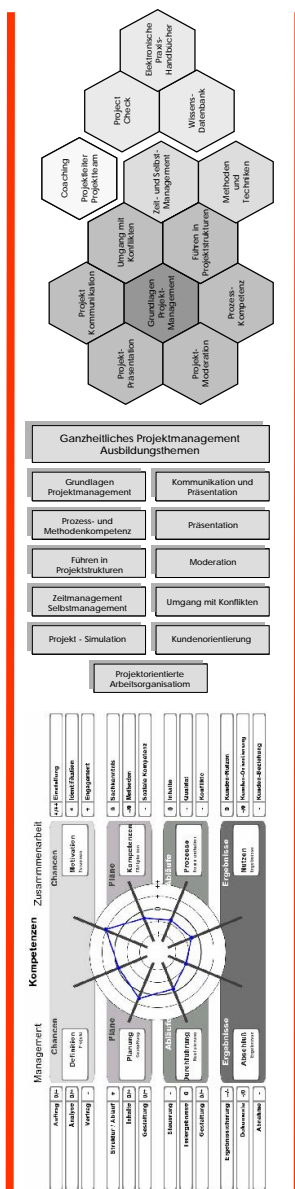 Elektronische
Praxis-
Handbücher
Project
Check
Wissens-
Datenbank
Coaching
Projektleiter
Projektteam
Zeit- und Selbst-
Management
Methoden
und
Techniken
Umgang mit
Konflikten
Führen in
Projektstrukturen
Projekt
Kommunikation
Grundlagen
Projekt-
Management
Prozess-
Kompetenz
Projekt-
Präsentation
Projekt-
Moderation
Ganzheitliches Projektmanagement
Ausbildungsthemen
Grundlagen
Projektmanagement
Kommunikation und
Präsentation
Prozess- und
Methodenkompetenz
Präsentation
Führen in
Projektstrukturen
Moderation
Zeitmanagement
Selbstmanagement
Umgang mit Konflikten
Projekt - Simulation
Kundenorientierung
Projektorientierte
Arbeitsorganisatiom
Kompetenzen
Management
Zusammenarbeit
Chancen
Chancen
Definition
Projekt
Motivation
Auftrag
Analyse
Vertrag
Einstellung
Identifikation
Engagement
Pläne
Pläne
Planung
Kompetenzen
Struktur / Ablauf
Inhalte
Gestaltung
Sachkenntnis
Methoden
Soziale Kompetenz
Abläufe
Abläufe
Durchführung
Prozesse
Steuerung
Gestaltung
Inhalte
Qualität
Konflikte
Ergebnisse
Ergebnisse
Abschluß
Ergebnisse
Nutzen
Ergebnisse
Ergebnissicherung
Dokumente
Abnahme
Kunden-Nutzen
Kunden-Orientierung
Kunden-Beziehung